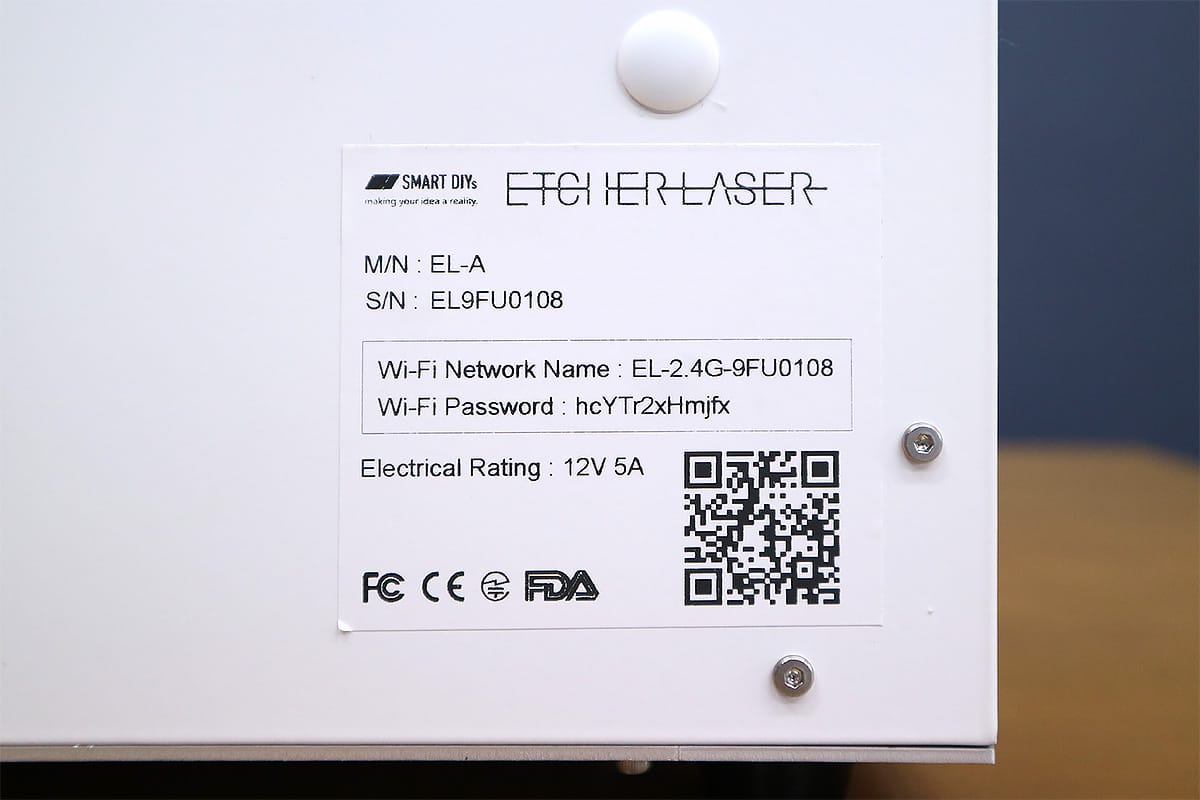 SMART DIYs
making your idea a reality.
ETCHER LASER
M/N : EL-A
S/N : EL9FU0108
Wi-Fi Network Name : EL-2.4G-9FU0108
Wi-Fi Password : hcYTr2xHmjfx
Electrical Rating : 12V 5A
FC CE FDA